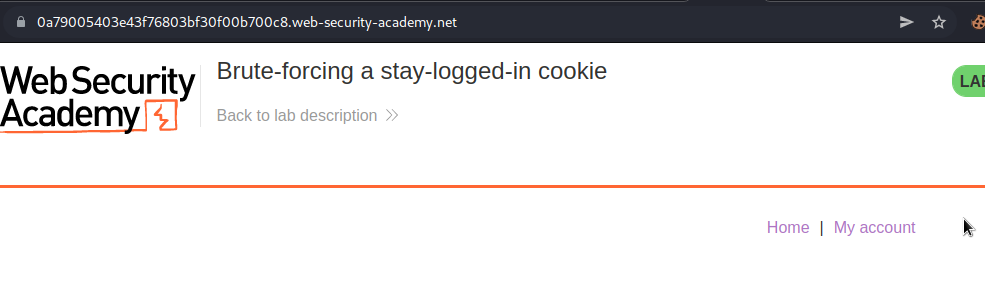 0a79005403e43f76803bf30f00b700c8.web-security-academy.net
Web Security
Academy
Brute-forcing a stay-logged-in cookie
Back to lab description
LAB
Home | My account